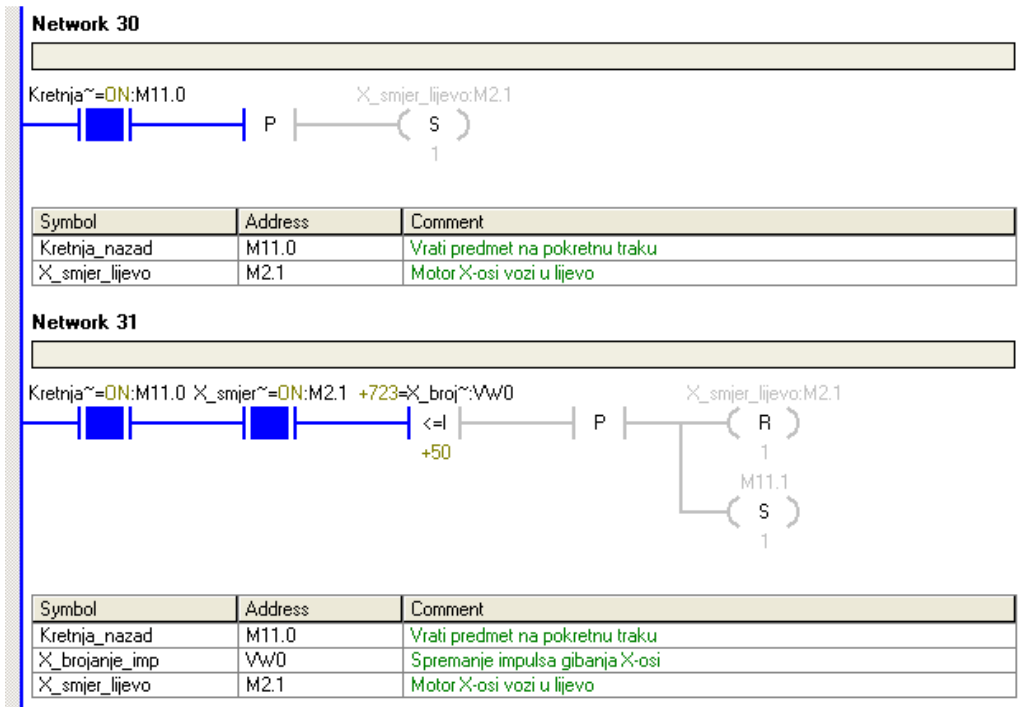 Network 30
Kretnja~=ON:M11.0 X_smjer_lijevo:M2.1
P S
1
Symbol Address Comment
Kretnja_nazad M11.0 Vrati predmet na pokretnu traku
X_smjer_lijevo M2.1 Motor X-osi vozi u lijevo
Network 31
Kretnja~=ON:M11.0 X_smjer~=ON:M2.1 +723=X_broj~:VW0 X_smjer_lijevo:M2.1
<=I P R
+50 1
M11.1
S
1
Symbol Address Comment
Kretnja_nazad M11.0 Vrati predmet na pokretnu traku
X_brojanje_imp VW0 Spremanje impulsa gibanja X-osi
X_smjer_lijevo M2.1 Motor X-osi vozi u lijevo